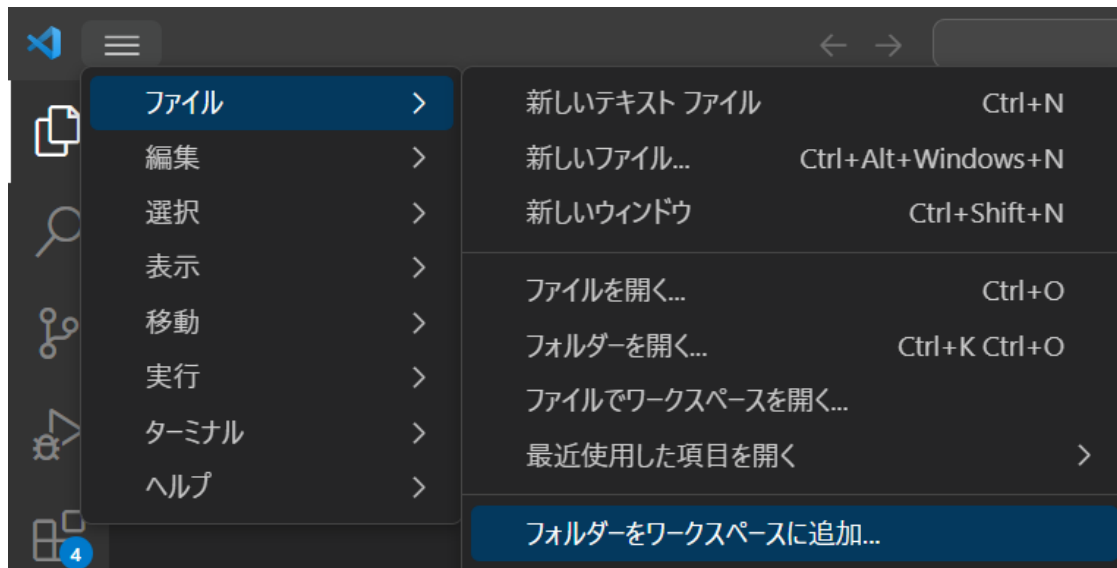 ファイル
編集
選択
表示
移動
実行
ターミナル
ヘルプ
新しいテキスト ファイル Ctrl+N
新しいファイル... Ctrl+Alt+Windows+N
新しいウィンドウ Ctrl+Shift+N
ファイルを開く... Ctrl+O
フォルダーを開く... Ctrl+K Ctrl+O
ファイルでワークスペースを開く...
最近使用した項目を開く
フォルダーをワークスペースに追加...
4